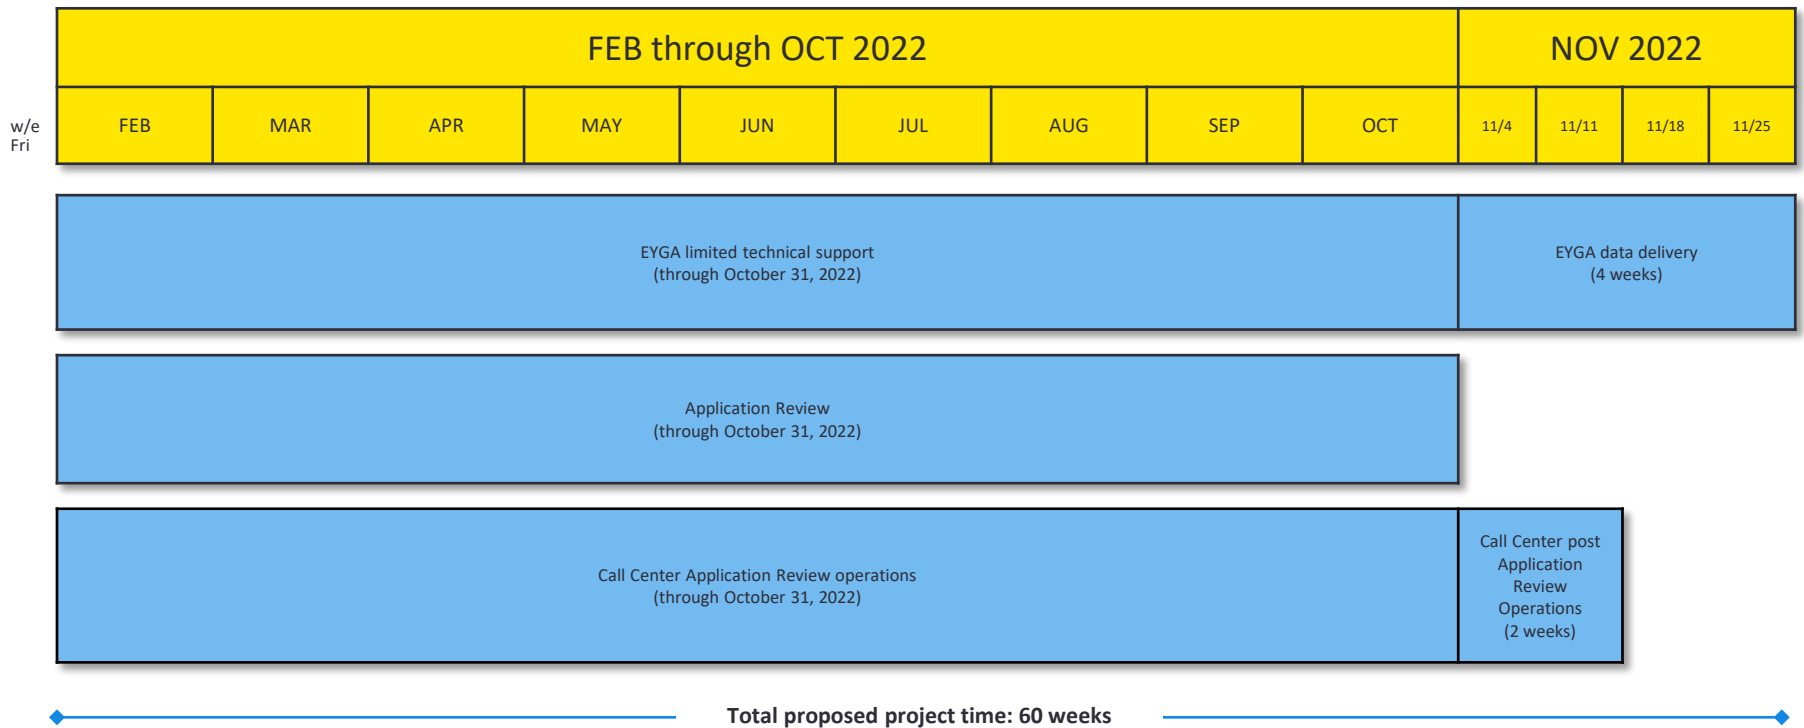 FEB through OCT 2022
NOV 2022
w/e
Fri
FEB
MAR
APR
MAY
JUN
JUL
AUG
SEP
OCT
11/4
11/11
11/18
11/25
EYGA limited technical support
(through October 31, 2022)
EYGA data delivery
(4 weeks)
Application Review
(through October 31, 2022)
Call Center Application Review operations
(through October 31, 2022)
Call Center post
Application
Review
Operations
(2 weeks)
Total proposed project time: 60 weeks